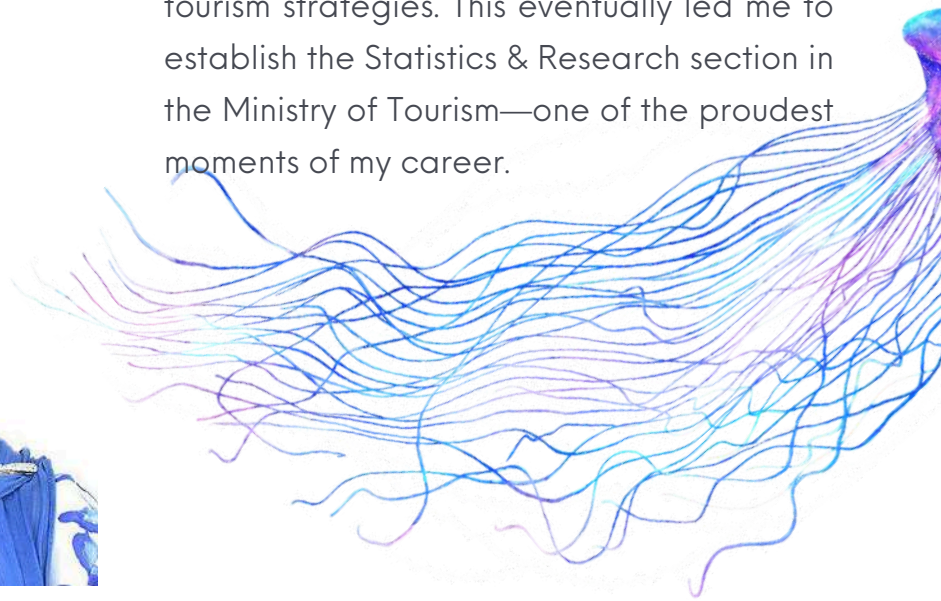 tourism strategies. This eventually led me to
establish the Statistics & Research section in
the Ministry of Tourism—one of the proudest
moments of my career.